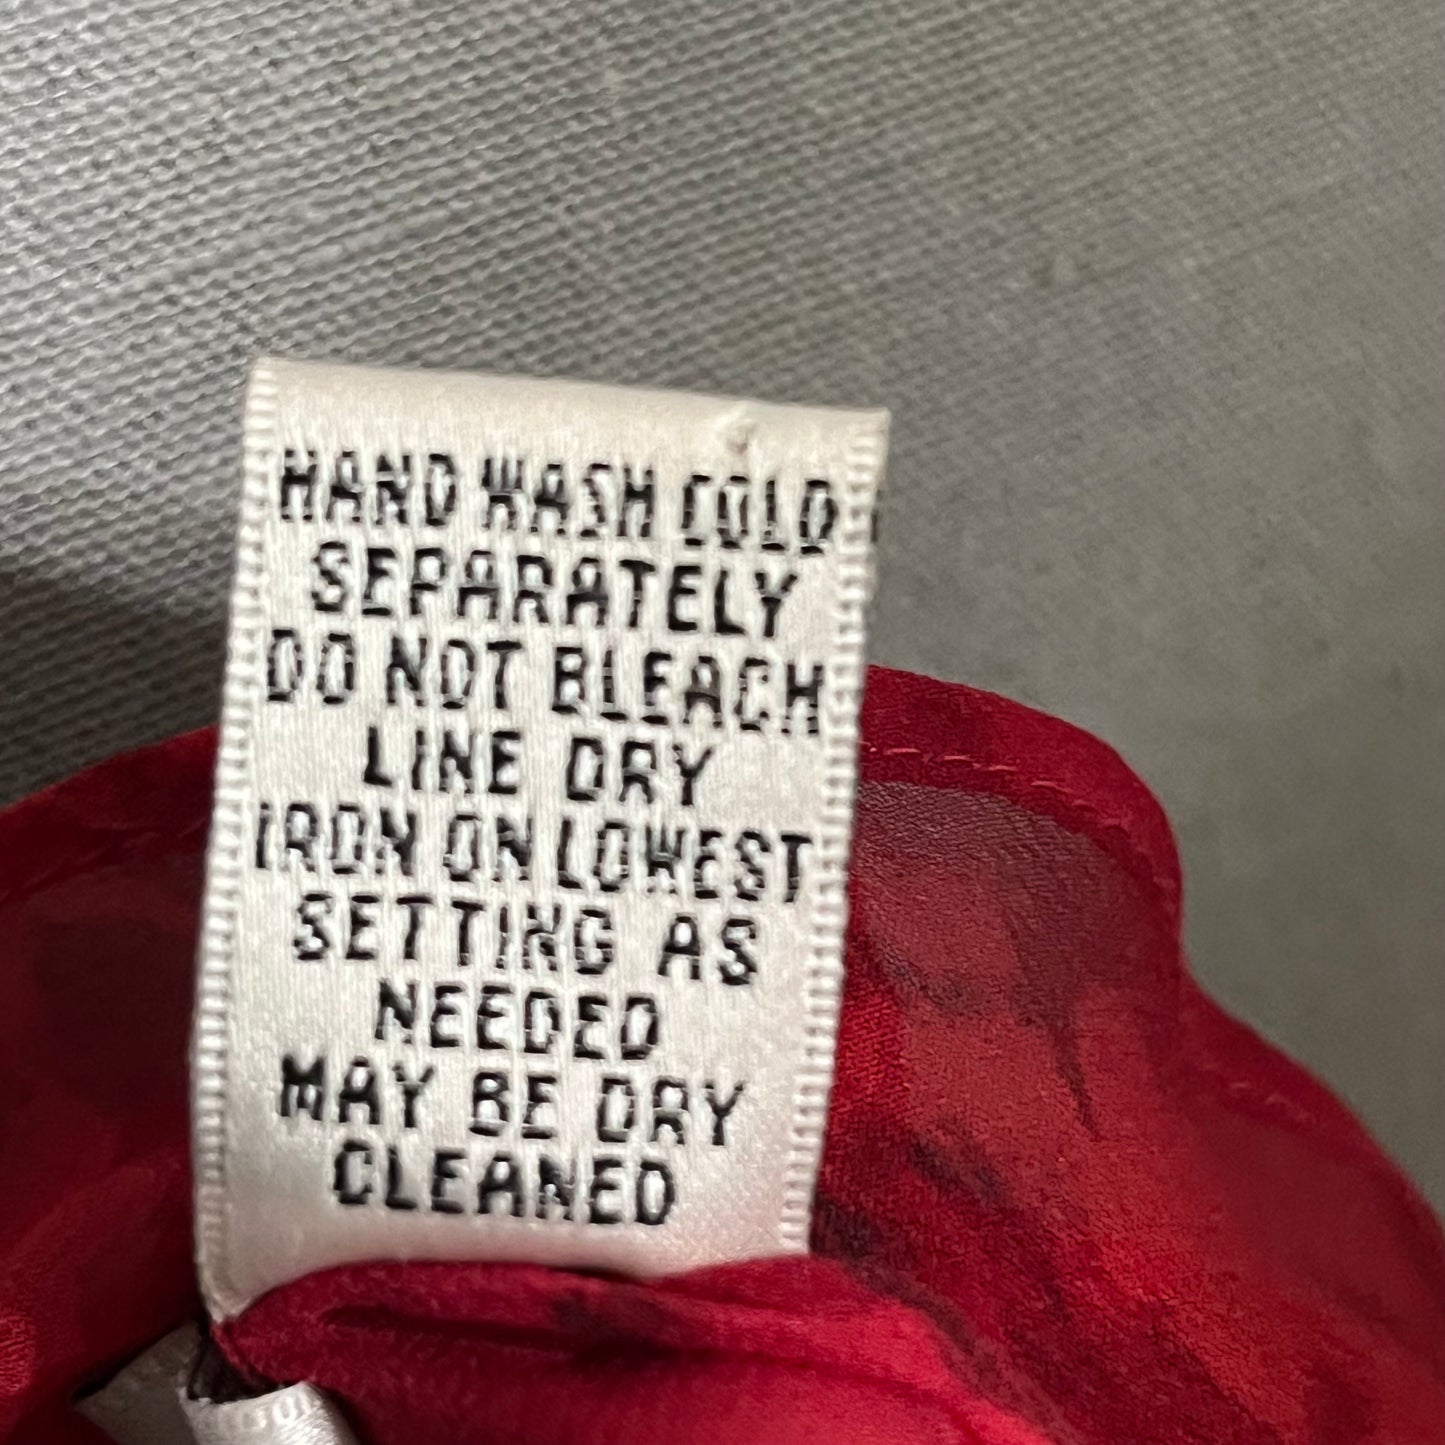 HAND WASH COLD
SEPARATELY
DO NOT BLEACH
LINE DRY
IRON ON LOWEST
SETTING AS
NEEDED
MAY BE DRY
CLEANED